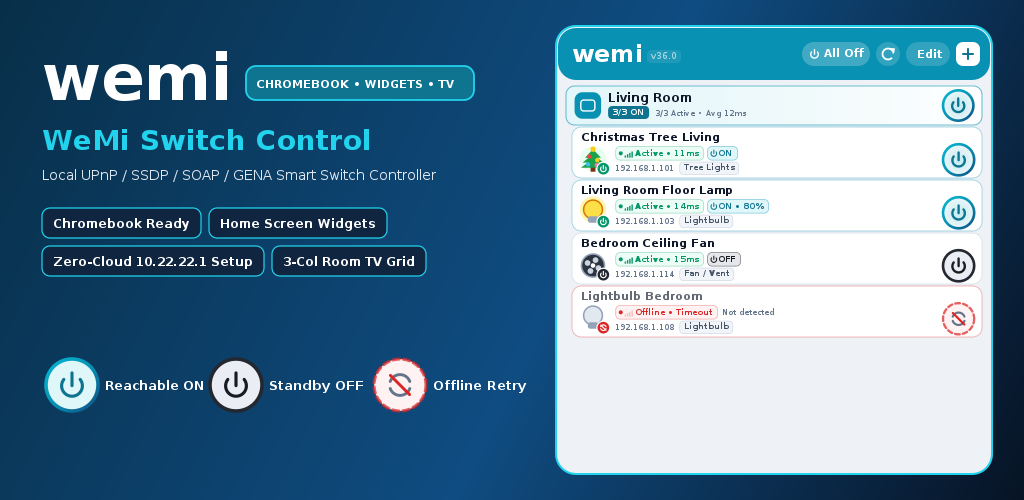 wemi
CHROMEBOOK • WIDGETS • TV
WeMi Switch Control
Local UPnP / SSDP / SOAP / GENA Smart Switch Controller
Chromebook Ready
Home Screen Widgets
Zero-Cloud 10.22.22.1 Setup
3-Col Room TV Grid
Reachable ON
Standby OFF
Offline Retry
wemi v36.0
All Off
Edit
Living Room
3/3 ON 3/3 Active • Avg 12ms
Christmas Tree Living
Active • 11ms ON
192.168.1.101 Tree Lights
Living Room Floor Lamp
Active • 14ms ON • 80%
192.168.1.103 Lightbulb
Bedroom Ceiling Fan
Active • 15ms OFF
192.168.1.114 Fan / Vent
Lightbulb Bedroom
Offline • Timeout Not detected
192.168.1.108 Lightbulb